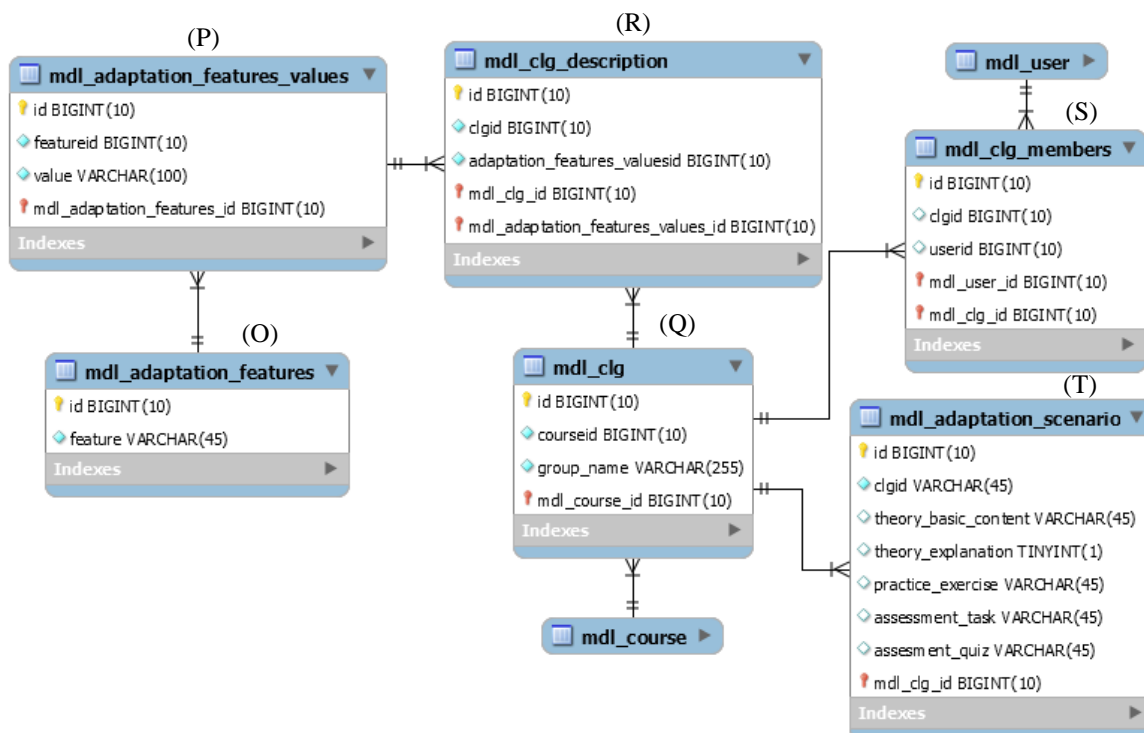 (P)
mdl_adaptation_features_values
id BIGINT(10)
featureid BIGINT(10)
value VARCHAR(100)
mdl_adaptation_features_id BIGINT(10)
Indexes
(R)
mdl_clg_description
id BIGINT(10)
clgid BIGINT(10)
adaptation_features_valuesid BIGINT(10)
mdl_clg_id BIGINT(10)
mdl_adaptation_features_values_id BIGINT(10)
Indexes
mdl_user
(S)
mdl_clg_members
id BIGINT(10)
clgid BIGINT(10)
userid BIGINT(10)
mdl_user_id BIGINT(10)
mdl_clg_id BIGINT(10)
Indexes
(O)
mdl_adaptation_features
id BIGINT(10)
feature VARCHAR(45)
Indexes
(Q)
mdl_clg
id BIGINT(10)
courseid BIGINT(10)
group_name VARCHAR(255)
mdl_course_id BIGINT(10)
Indexes
mdl_course
(T)
mdl_adaptation_scenario
id BIGINT(10)
clgid VARCHAR(45)
theory_basic_content VARCHAR(45)
theory_explanation TINYINT(1)
practice_exercise VARCHAR(45)
assessment_task VARCHAR(45)
assesment_quiz VARCHAR(45)
mdl_clg_id BIGINT(10)
Indexes